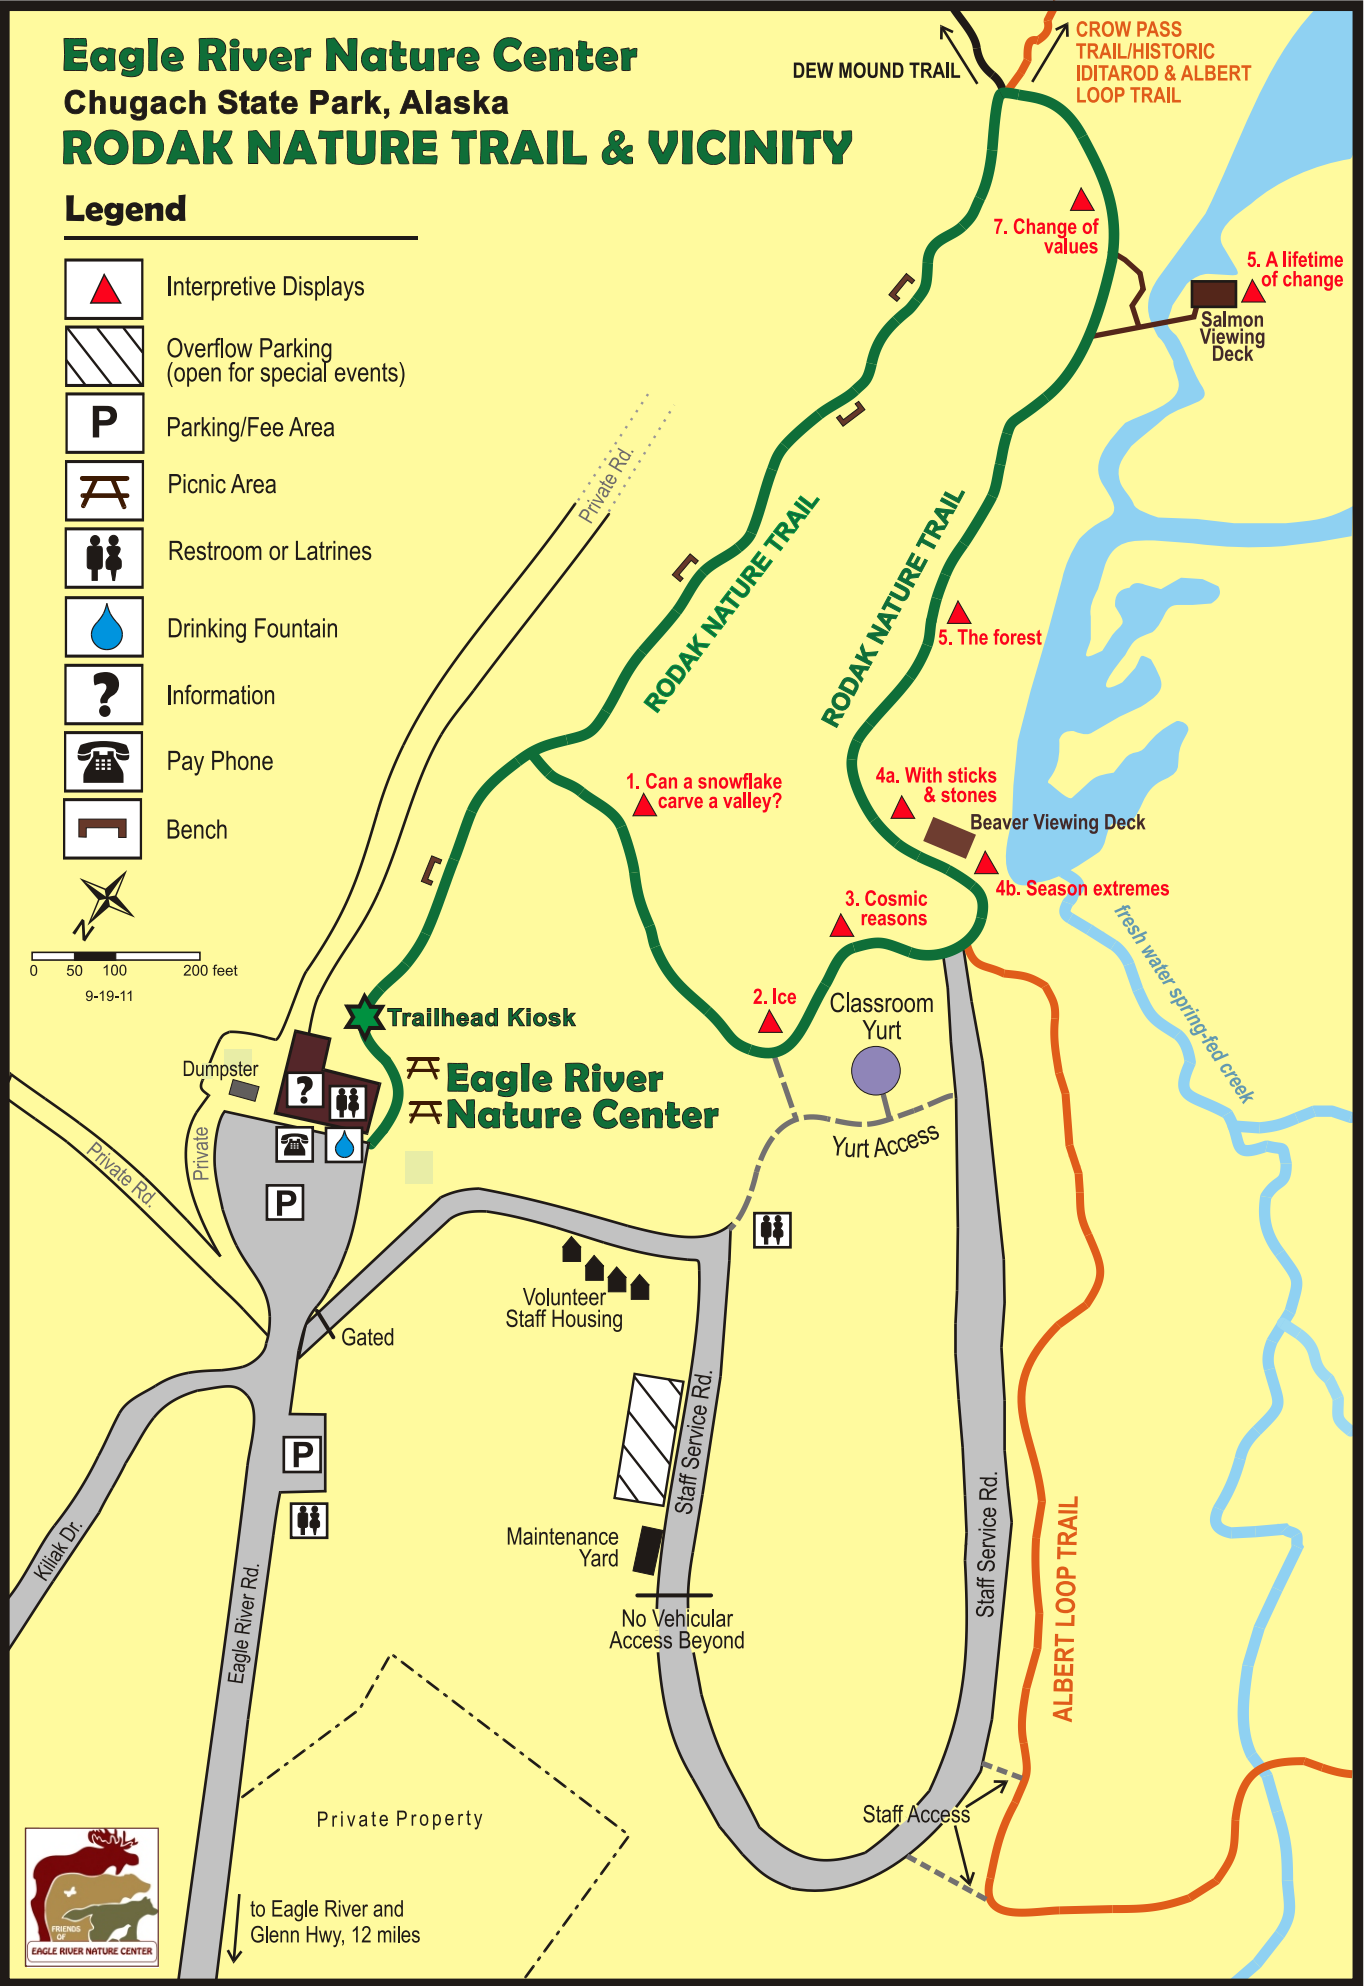 Eagle River Nature Center
Chugach State Park, Alaska
RODAK NATURE TRAIL & VICINITY
Legend
Interpretive Displays
Overflow Parking
(open for special events)
P
Parking/Fee Area
Picnic Area
Restroom or Latrines
Drinking Fountain
?
Information
Pay Phone
Bench
N
0 50 100 200 feet
9-19-11
DEW MOUND TRAIL
CROW PASS
TRAIL/HISTORIC
IDITAROD & ALBERT
LOOP TRAIL
7. Change of
values
5. A lifetime
of change
Salmon
Viewing
Deck
Private Rd.
RODAK NATURE TRAIL
RODAK NATURE TRAIL
5. The forest
1. Can a snowflake
carve a valley?
4a. With sticks
& stones
Beaver Viewing Deck
4b. Season extremes
3. Cosmic
reasons
fresh water spring-fed creek
2. Ice
Classroom
Yurt
Trailhead Kiosk
Dumpster
?
Eagle River
Nature Center
Yurt Access
Private
Private Rd.
P
Volunteer
Staff Housing
Gated
P
Staff Service Rd.
Staff Service Rd.
Maintenance
Yard
No Vehicular
Access Beyond
Kiliak Dr.
Eagle River Rd.
ALBERT LOOP TRAIL
Staff Access
Private Property
to Eagle River and
Glenn Hwy, 12 miles
FRIENDS
OF
EAGLE RIVER NATURE CENTER